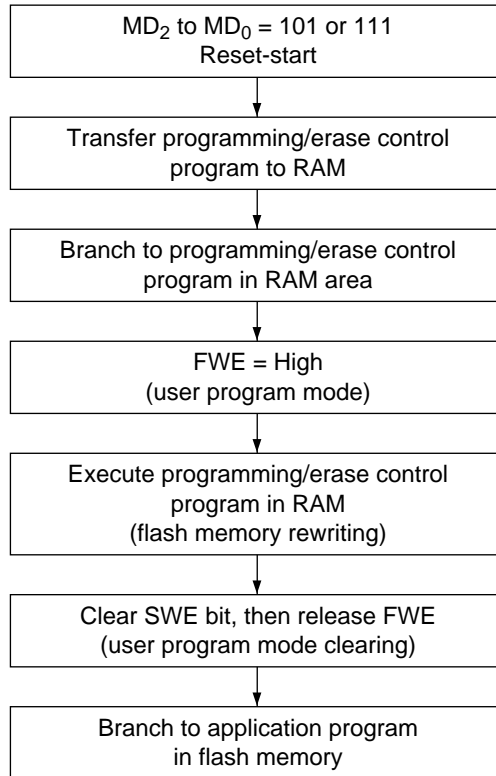 MD₂ to MD₀ = 101 or 111
Reset-start
Transfer programming/erase control
program to RAM
Branch to programming/erase control
program in RAM area
FWE = High
(user program mode)
Execute programming/erase control
program in RAM
(flash memory rewriting)
Clear SWE bit, then release FWE
(user program mode clearing)
Branch to application program
in flash memory